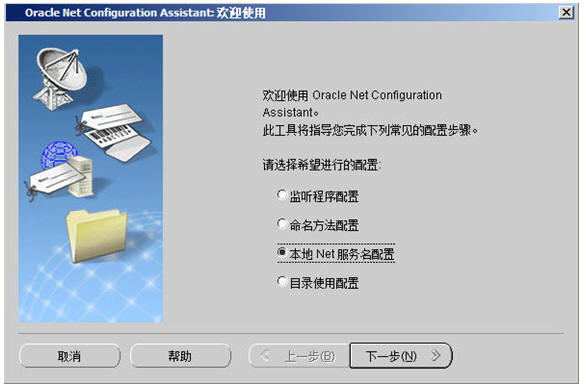 Oracle Net Configuration Assistant: 欢迎使用
欢迎使用 Oracle Net Configuration
Assistant。
此工具将指导您完成下列常见的配置步骤。
请选择希望进行的配置:
监听程序配置
命名方法配置
本地 Net 服务名配置
目录使用配置
取消 帮助 上一步(B) 下一步(N)